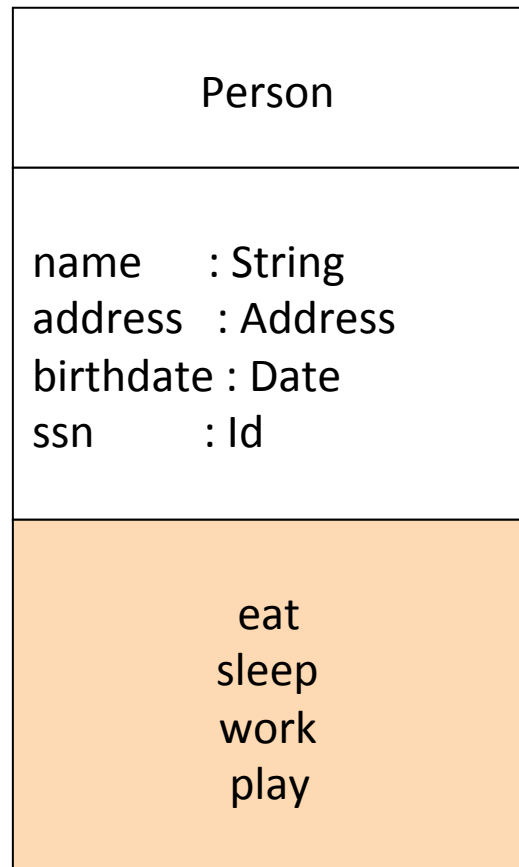 Person
name : String
address : Address
birthdate : Date
ssn : Id
eat
sleep
work
play